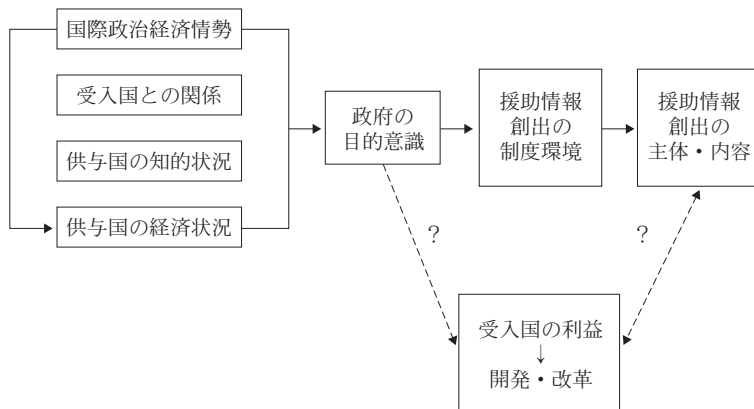 国際政治経済情勢
受入国との関係
供与国の知的状況
供与国の経済状況
政府の
目的意識
援助情報
創出の
制度環境
援助情報
創出の
主体・内容
？
？
受入国の利益
↓
開発・改革